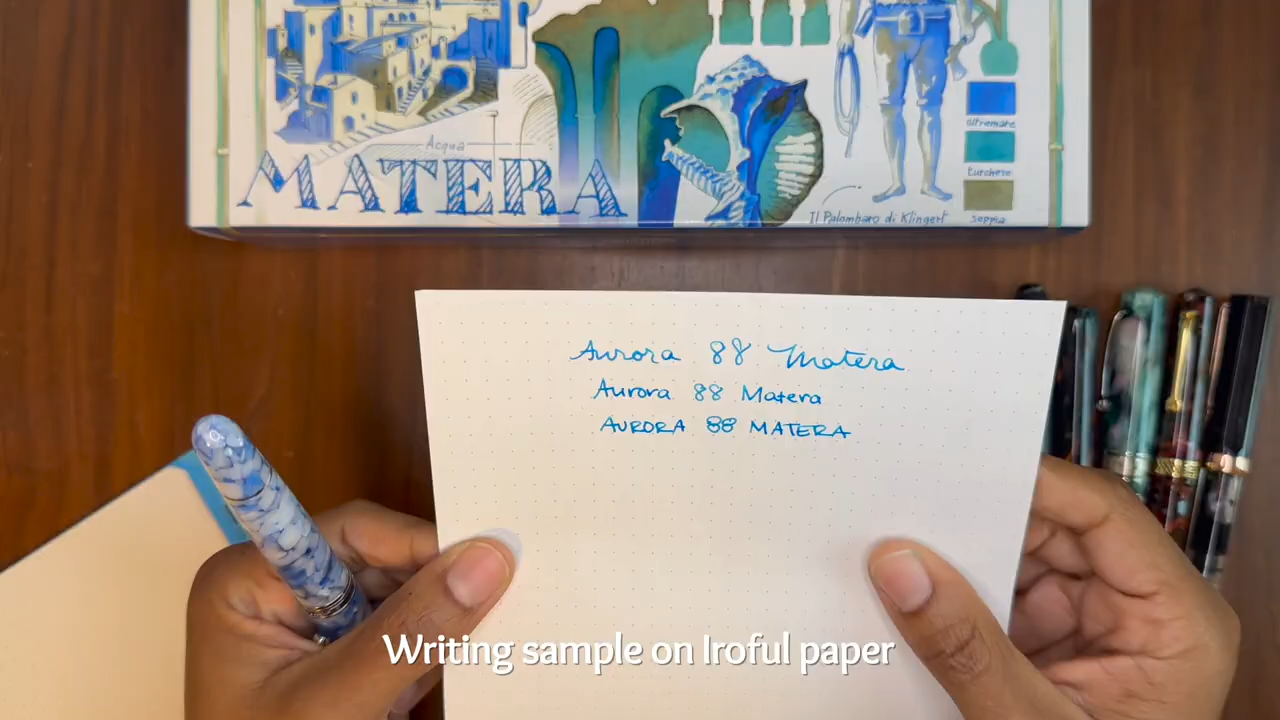 Acqua
MATERA
oltremare
turchese
seppia
Il Palombaro di Klingert
Aurora 88 Matera
Aurora 88 Matera
AURORA 88 MATERA
Writing sample on Iroful paper